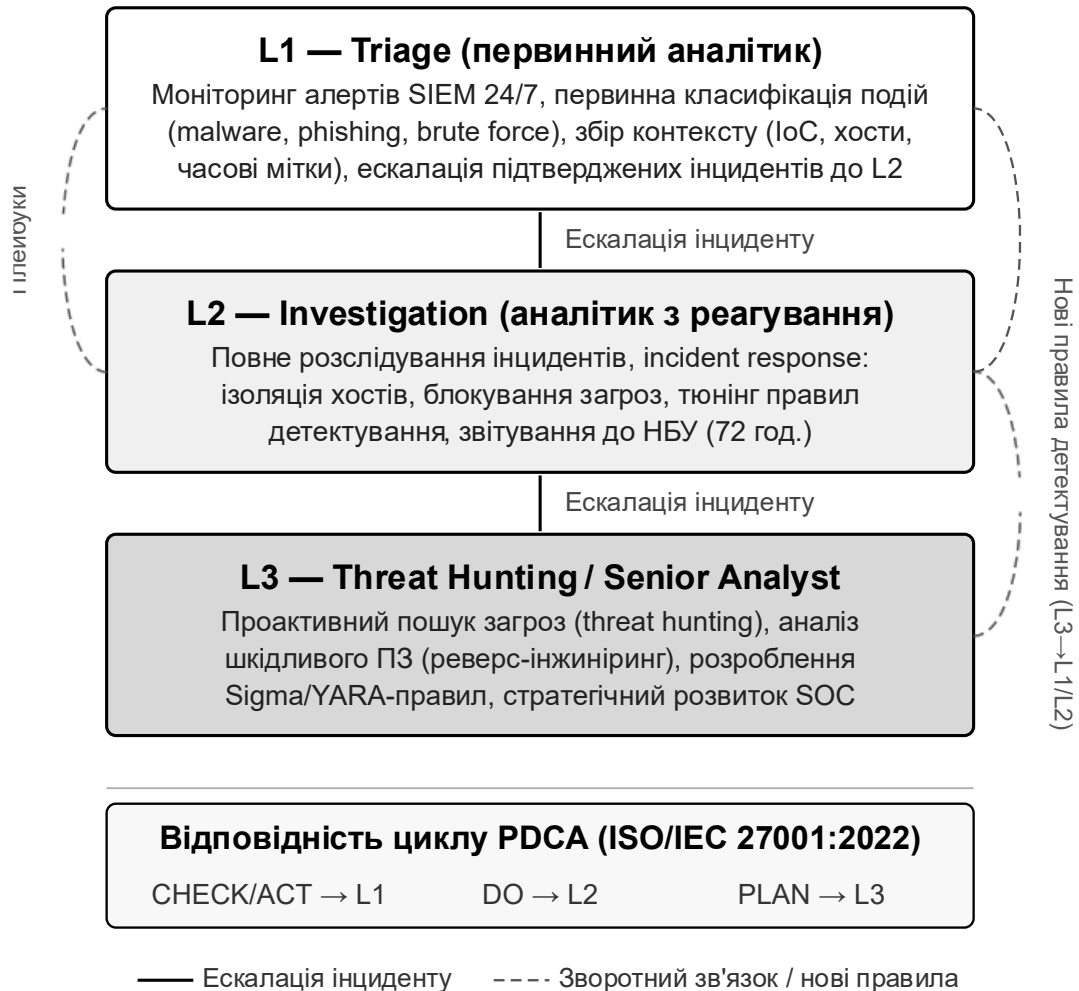 L1 — Triage (первинний аналітик)
Моніторинг алертів SIEM 24/7, первинна класифікація подій
(malware, phishing, brute force), збір контексту (IoC, хости,
часові мітки), ескалація підтверджених інцидентів до L2
Ескалація інциденту
L2 — Investigation (аналітик з реагування)
Повне розслідування інцидентів, incident response:
ізоляція хостів, блокування загроз, тюнінг правил
детектування, звітування до НБУ (72 год.)
Ескалація інциденту
L3 — Threat Hunting / Senior Analyst
Проактивний пошук загроз (threat hunting), аналіз
шкідливого ПЗ (реверс-інжиніринг), розроблення
Sigma/YARA-правил, стратегічний розвиток SOC
Нові правила детектування (L3→L1/L2)
Відповідність циклу PDCA (ISO/IEC 27001:2022)
CHECK/ACT → L1 DO → L2 PLAN → L3
Ескалація інциденту Зворотний зв'язок / нові правила